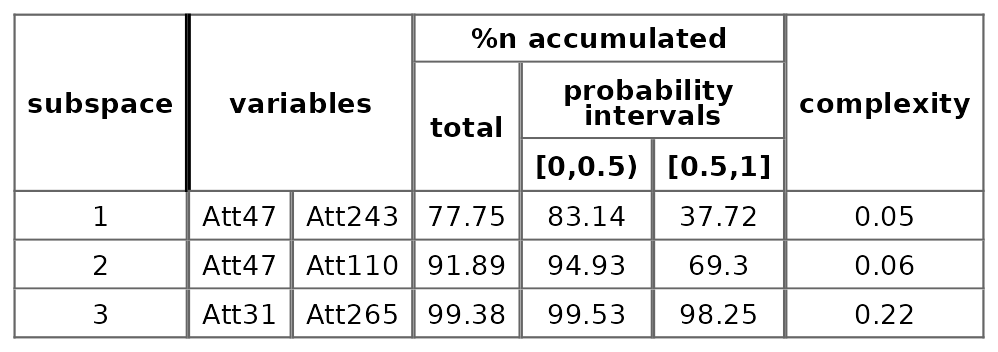 %n accumulated
subspace variables total probability intervals complexity
[0,0.5) [0.5,1]
1 Att47 Att243 77.75 83.14 37.72 0.05
2 Att47 Att110 91.89 94.93 69.3 0.06
3 Att31 Att265 99.38 99.53 98.25 0.22